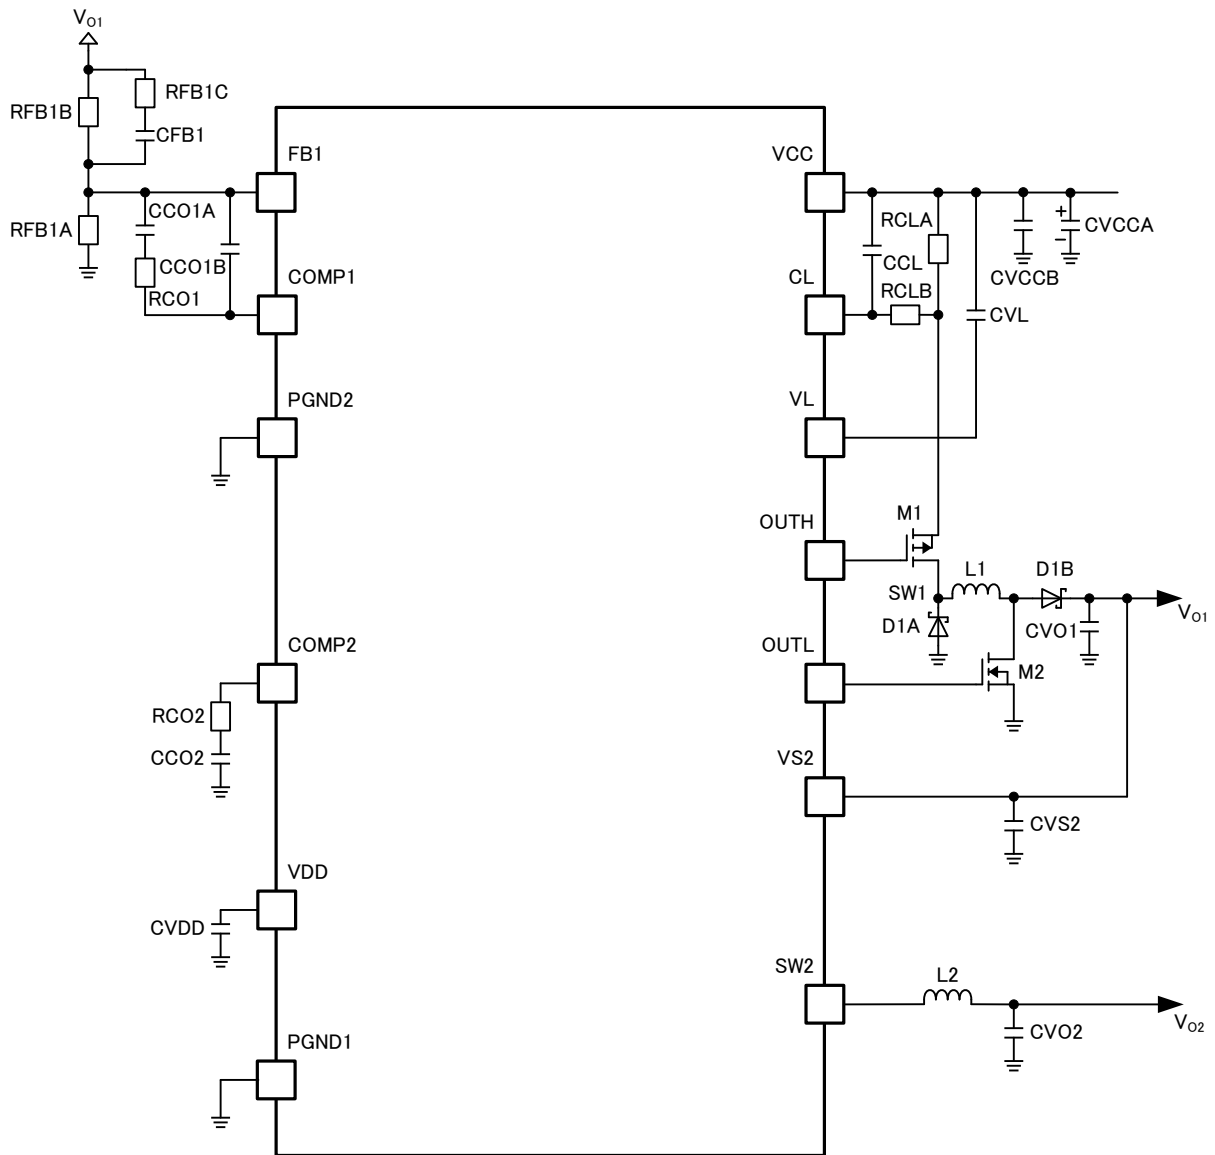 VO1
RFB1B
RFB1C
CFB1
RFB1A
CCO1A
CCO1B
RCO1
FB1
COMP1
PGND2
COMP2
RCO2
CCO2
VDD
CVDD
PGND1
VCC
CL
VL
OUTH
OUTL
VS2
SW2
RCLA
CCL
RCLB
CVL
CVCCB
CVCCA
+
−
M1
SW1
L1
D1B
D1A
CVO1
VO1
M2
CVS2
L2
CVO2
VO2